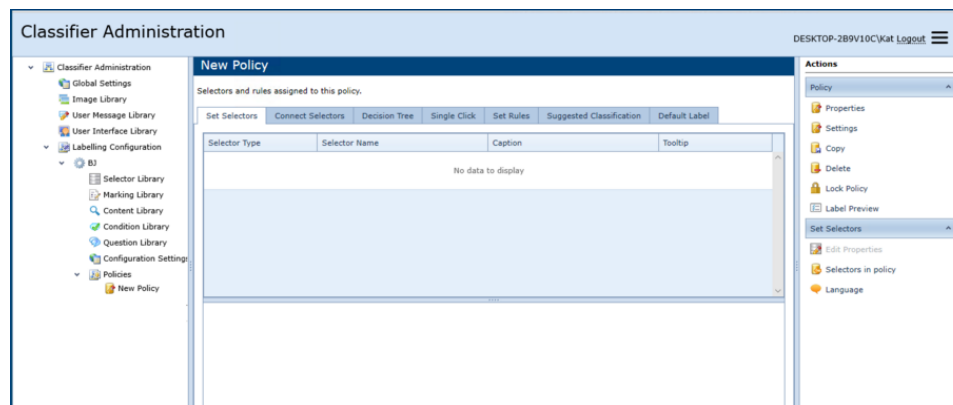 Classifier Administration
DESKTOP-2B9V10C\Kat Logout
Classifier Administration
Global Settings
Image Library
User Message Library
User Interface Library
Labelling Configuration
BJ
Selector Library
Marking Library
Content Library
Condition Library
Question Library
Configuration Settings
Policies
New Policy
New Policy
Selectors and rules assigned to this policy.
Set Selectors Connect Selectors Decision Tree Single Click Set Rules Suggested Classification Default Label
Selector Type Selector Name Caption Tooltip
No data to display
Actions
Policy
Properties
Settings
Copy
Delete
Lock Policy
Label Preview
Set Selectors
Edit Properties
Selectors in policy
Language